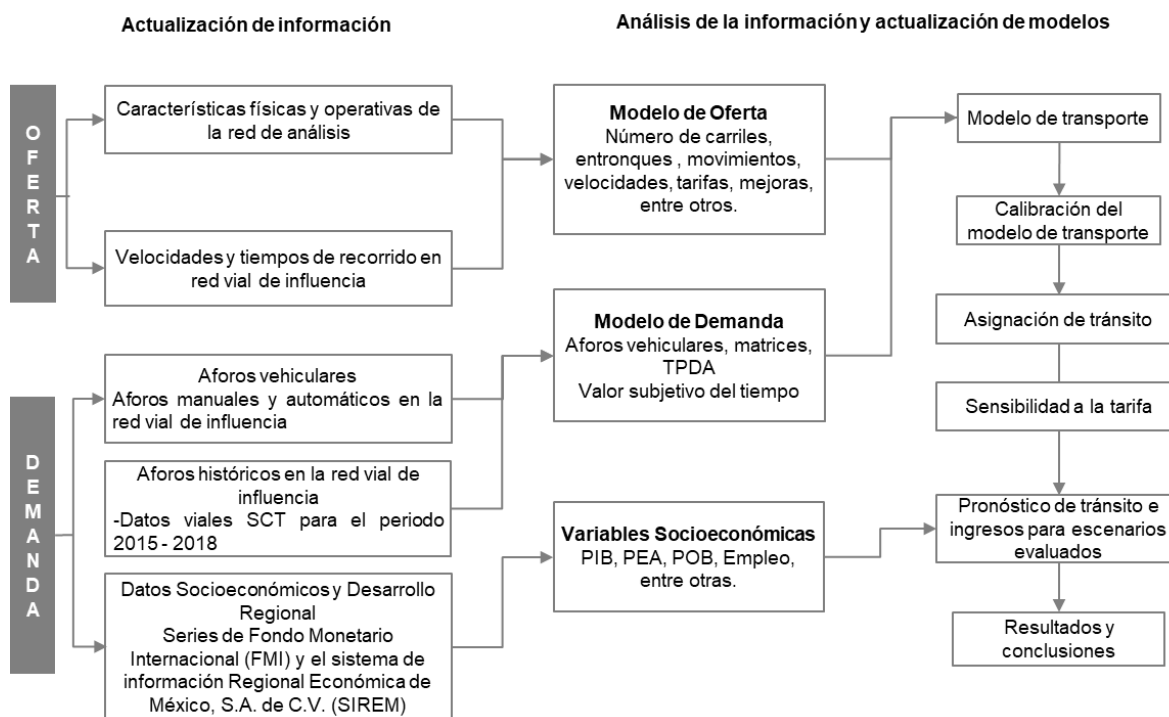 Actualización de información
Análisis de la información y actualización de modelos
OFERTA
Características físicas y operativas de
la red de análisis
Velocidades y tiempos de recorrido en
red vial de influencia
DEMANDA
Aforos vehiculares
Aforos manuales y automáticos en la
red vial de influencia
Aforos históricos en la red vial de
influencia
-Datos viales SCT para el periodo
2015 - 2018
Datos Socioeconómicos y Desarrollo
Regional
Series de Fondo Monetario
Internacional (FMI) y el sistema de
información Regional Económica de
México, S.A. de C.V. (SIREM)
Modelo de Oferta
Número de carriles,
entronques , movimientos,
velocidades, tarifas, mejoras,
entre otros.
Modelo de Demanda
Aforos vehiculares, matrices,
TPDA
Valor subjetivo del tiempo
Variables Socioeconómicas
PIB, PEA, POB, Empleo,
entre otras.
Modelo de transporte
Calibración del
modelo de transporte
Asignación de tránsito
Sensibilidad a la tarifa
Pronóstico de tránsito e
ingresos para escenarios
evaluados
Resultados y
conclusiones